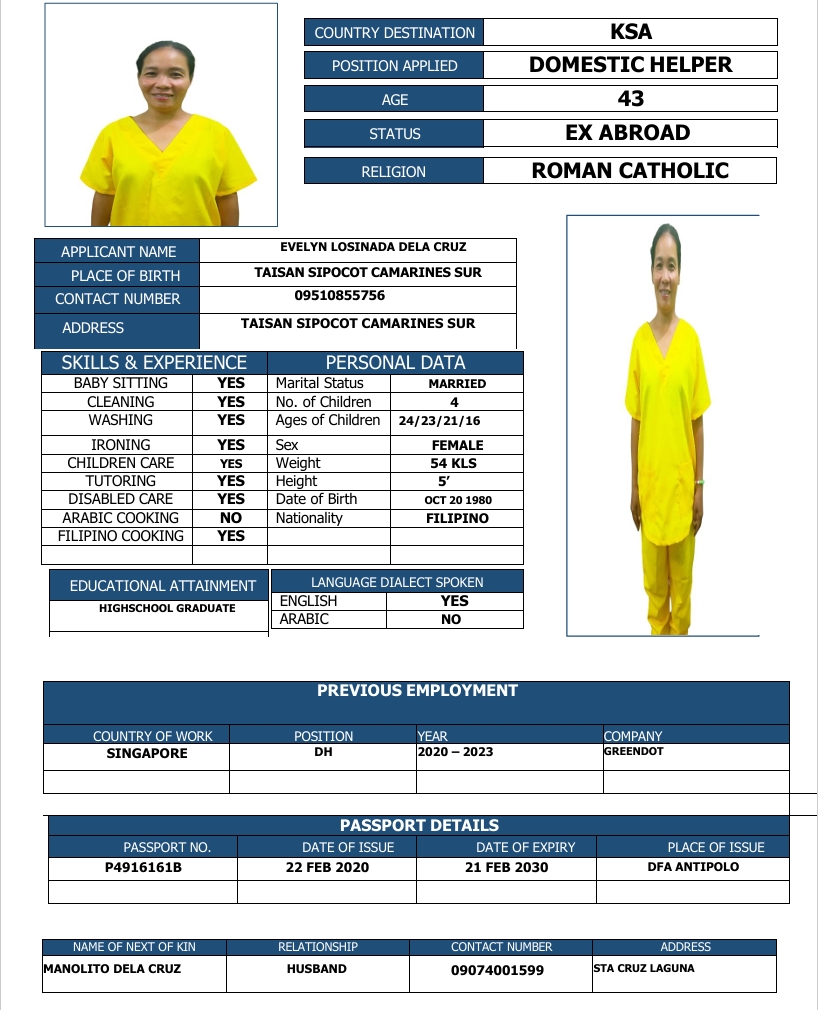 COUNTRY DESTINATION KSA
POSITION APPLIED DOMESTIC HELPER
AGE 43
STATUS EX ABROAD
RELIGION ROMAN CATHOLIC
APPLICANT NAME EVELYN LOSINADA DELA CRUZ
PLACE OF BIRTH TAISAN SIPOCOT CAMARINES SUR
CONTACT NUMBER 09510855756
ADDRESS TAISAN SIPOCOT CAMARINES SUR
SKILLS & EXPERIENCE PERSONAL DATA
BABY SITTING YES Marital Status MARRIED
CLEANING YES No. of Children 4
WASHING YES Ages of Children 24/23/21/16
IRONING YES Sex FEMALE
CHILDREN CARE YES Weight 54 KLS
TUTORING YES Height 5’
DISABLED CARE YES Date of Birth OCT 20 1980
ARABIC COOKING NO Nationality FILIPINO
FILIPINO COOKING YES
EDUCATIONAL ATTAINMENT
HIGHSCHOOL GRADUATE
LANGUAGE DIALECT SPOKEN
ENGLISH YES
ARABIC NO
PREVIOUS EMPLOYMENT
COUNTRY OF WORK POSITION YEAR COMPANY
SINGAPORE DH 2020 – 2023 GREENDOT
PASSPORT DETAILS
PASSPORT NO. DATE OF ISSUE DATE OF EXPIRY PLACE OF ISSUE
P4916161B 22 FEB 2020 21 FEB 2030 DFA ANTIPOLO
NAME OF NEXT OF KIN RELATIONSHIP CONTACT NUMBER ADDRESS
MANOLITO DELA CRUZ HUSBAND 09074001599 STA CRUZ LAGUNA